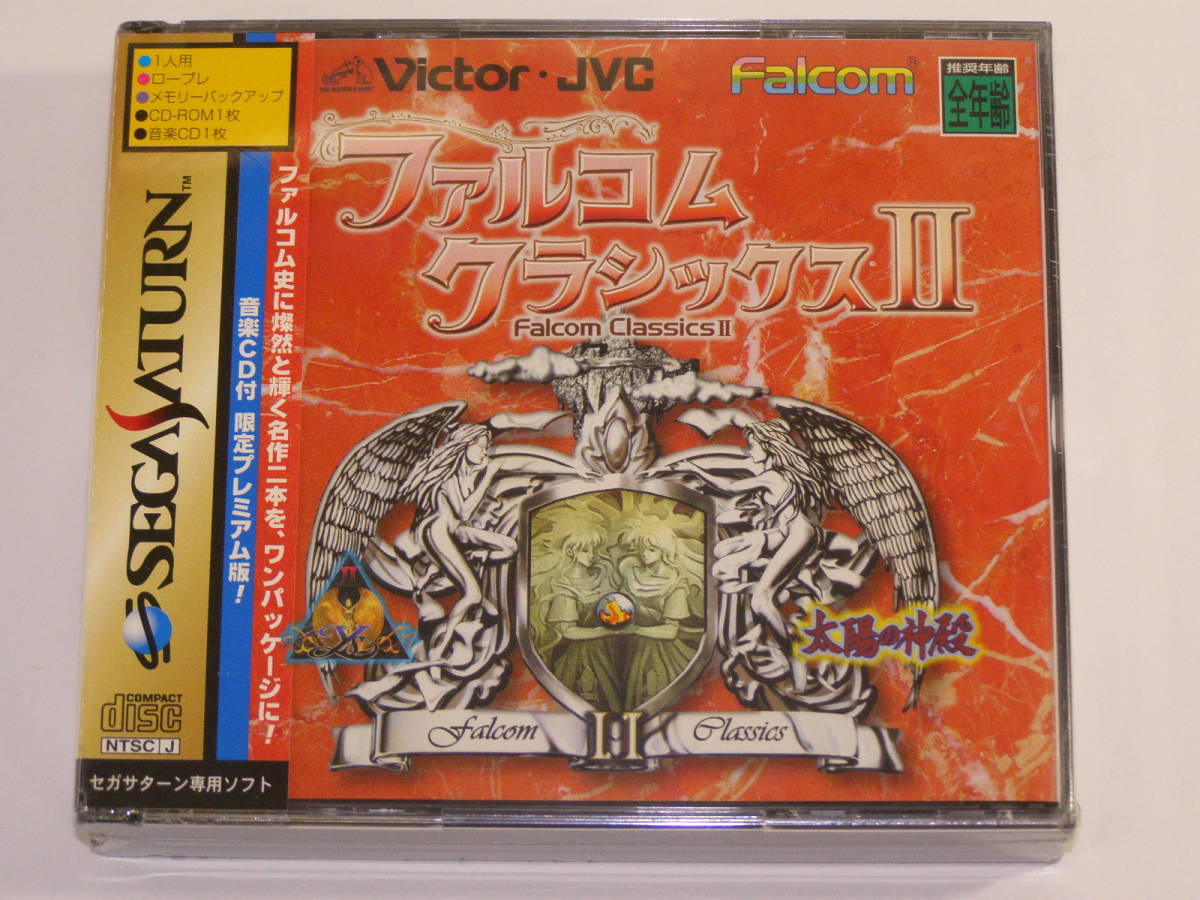 ●1人用
●ロープレ
●メモリーバックアップ
●CD-ROM1枚
●音楽CD1枚
SEGA SATURN™
COMPACT
disc
NTSC J
セガサターン専用ソフト
ファルコム史に燦然と輝く名作二本を、ワンパッケージに!
音楽CD付 限定プレミアム版!
Victor・JVC
Falcom®
推奨年齢
全年齢
ファルコム
クラシックスⅡ
Falcom ClassicsⅡ
II
Ys
太陽の神殿
Falcom II Classics